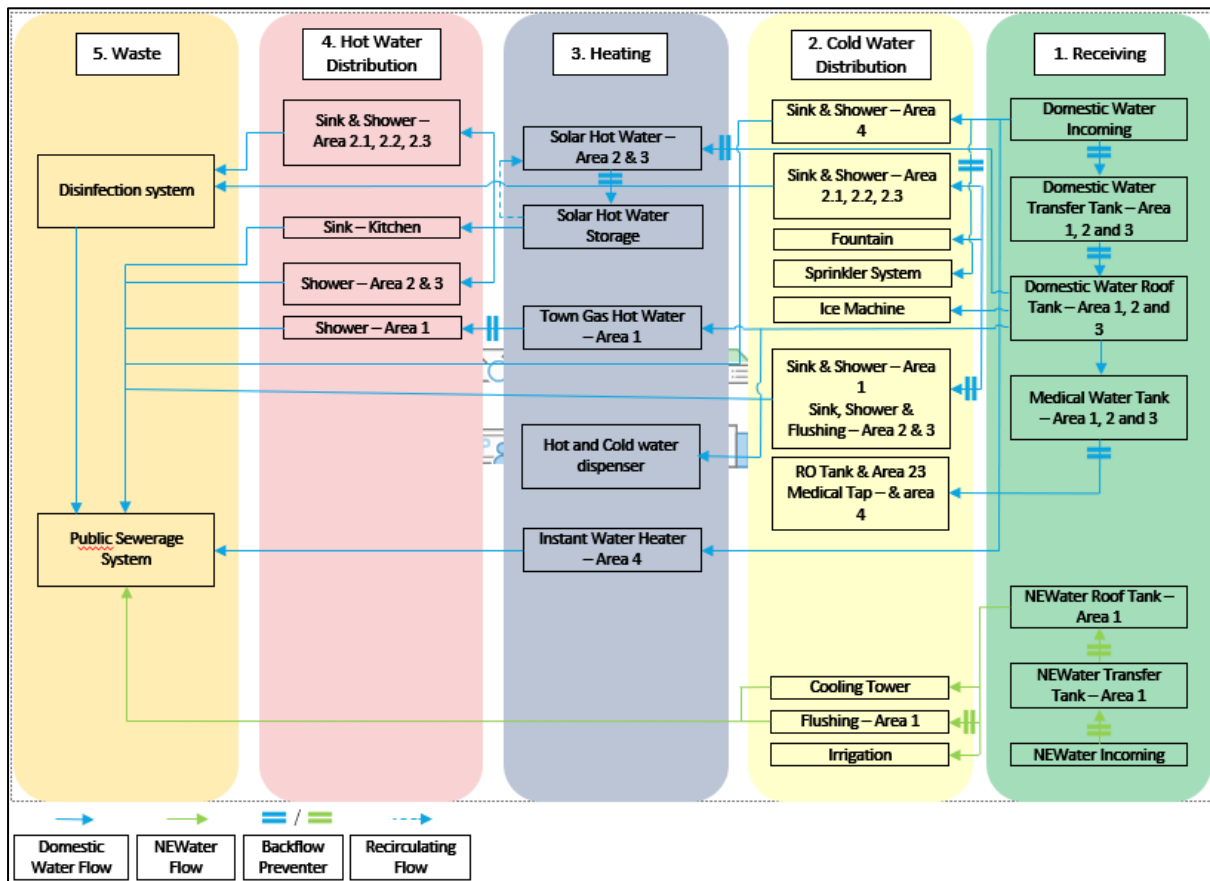 5. Waste
4. Hot Water
Distribution
3. Heating
2. Cold Water
Distribution
1. Receiving
Disinfection system
Public Sewerage
System
Sink & Shower –
Area 2.1, 2.2, 2.3
Sink – Kitchen
Shower – Area 2 & 3
Shower – Area 1
Solar Hot Water –
Area 2 & 3
Solar Hot Water
Storage
Town Gas Hot Water
– Area 1
Hot and Cold water
dispenser
Instant Water Heater
– Area 4
Sink & Shower – Area
4
Sink & Shower – Area
2.1, 2.2, 2.3
Fountain
Sprinkler System
Ice Machine
Sink & Shower – Area
1
Sink, Shower &
Flushing – Area 2 & 3
RO Tank & Area 23
Medical Tap – & area
4
Cooling Tower
Flushing – Area 1
Irrigation
Domestic Water
Incoming
Domestic Water
Transfer Tank – Area
1, 2 and 3
Domestic Water Roof
Tank – Area 1, 2 and
3
Medical Water Tank
– Area 1, 2 and 3
NEWater Roof Tank –
Area 1
NEWater Transfer
Tank – Area 1
NEWater Incoming
/
Domestic
Water Flow
NEWater
Flow
Backflow
Preventer
Recirculating
Flow